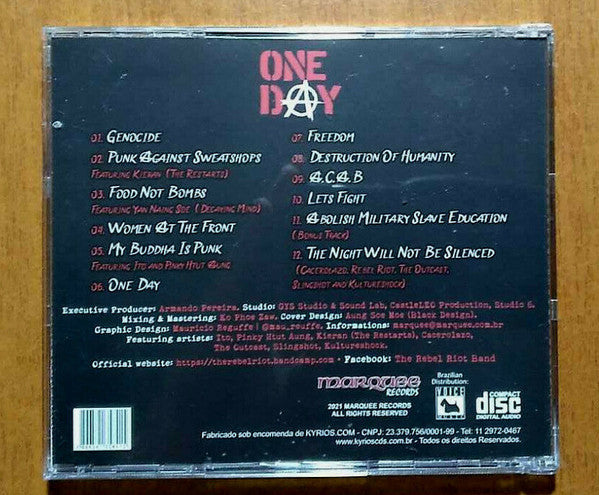 ONE
DAY
01. GENOCIDE
02. PUNK AGAINST SWEATSHOPS
FEATURING KIERAN (THE RESTARTS)
03. FOOD NOT BOMBS
FEATURING YAN NAING SOE ( DECAYING MIND)
04. WOMEN AT THE FRONT
05. MY BUDDHA IS PUNK
FEATURING ITO AND PINKY HTUT AUNG
06. ONE DAY
07. FREEDOM
08. DESTRUCTION OF HUMANITY
09. A.C.A.B
10. LETS FIGHT
11. ABOLISH MILITARY SLAVE EDUCATION
( BONUS TRACK)
12. THE NIGHT WILL NOT BE SILENCED
(CACEROLAZO, REBEL RIOT, THE OUTCAST,
SLINGSHOT AND KULTURESHOCK)
Executive Producer: Armando Pereira. Studio: GYS Studio & Sound Lab, CastleLEG Production, Studio 6.
Mixing & Mastering: Ko Phoe Zaw. Cover Design: Aung Soe Moe (Black Design).
Graphic Design: Mauricio Reguffe | @mau_reuffe. Informations: marquee@marquee.com.br
Featuring artists: Ito, Pinky Htut Aung, Kieran (The Restarts), Cacerolazo,
The Outcast, Slingshot, Kultureshock.
Official website: https://therebelriot.bandcamp.com - Facebook: The Rebel Riot Band
MARQUEE
RECORDS
2021 MARQUEE RECORDS
ALL RIGHTS RESERVED
Brazilian
Distribution:
VOICE
COMPACT
disc
DIGITAL AUDIO
Fabricado sob encomenda de KYRIOS.COM - CNPJ: 23.379.756/0001-99 - Tel: 11 2972-0467
www.kyrioscds.com.br - Todos os direitos Reservados.